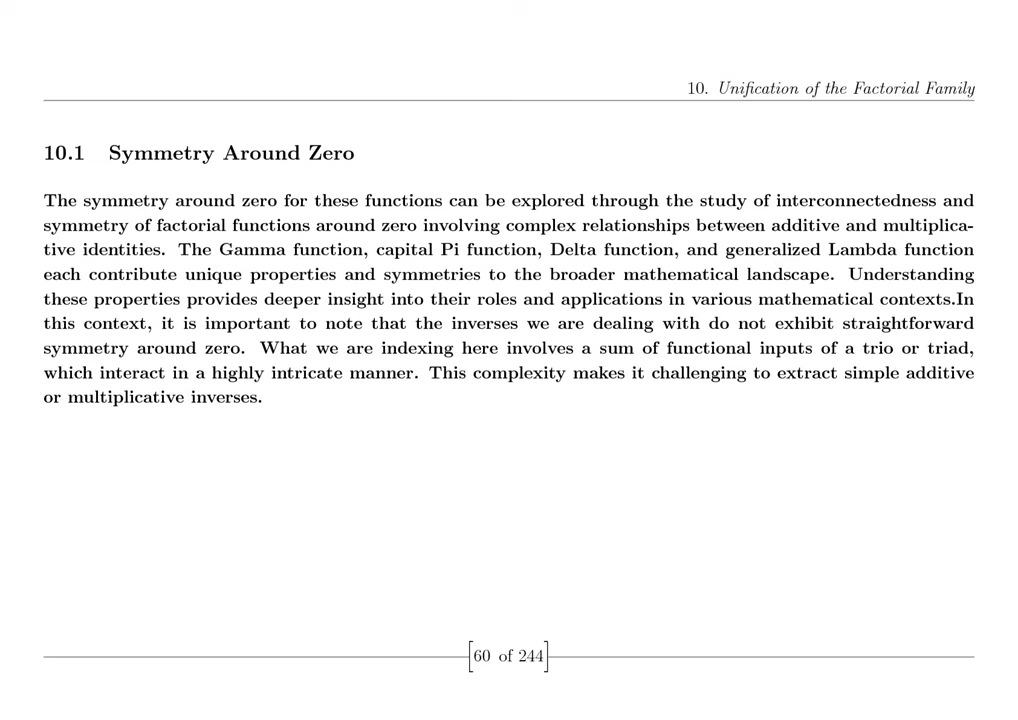 10. Unification of the Factorial Family
10.1 Symmetry Around Zero
The symmetry around zero for these functions can be explored through the study of interconnectedness and
symmetry of factorial functions around zero involving complex relationships between additive and multiplica-
tive identities. The Gamma function, capital Pi function, Delta function, and generalized Lambda function
each contribute unique properties and symmetries to the broader mathematical landscape. Understanding
these properties provides deeper insight into their roles and applications in various mathematical contexts.In
this context, it is important to note that the inverses we are dealing with do not exhibit straightforward
symmetry around zero. What we are indexing here involves a sum of functional inputs of a trio or triad,
which interact in a highly intricate manner. This complexity makes it challenging to extract simple additive
or multiplicative inverses.
[60 of 244]